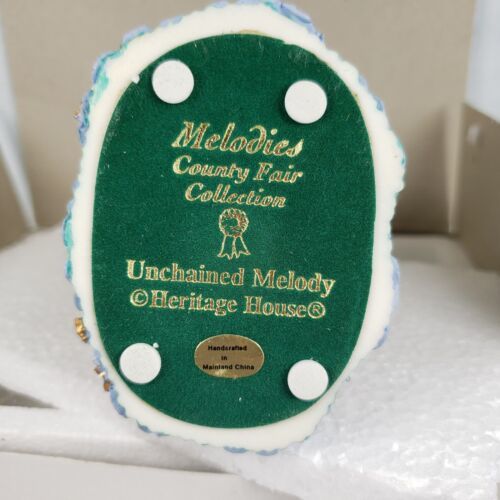 Melodies
County Fair
Collection
Unchained Melody
©Heritage House®
Handcrafted
in
Mainland China